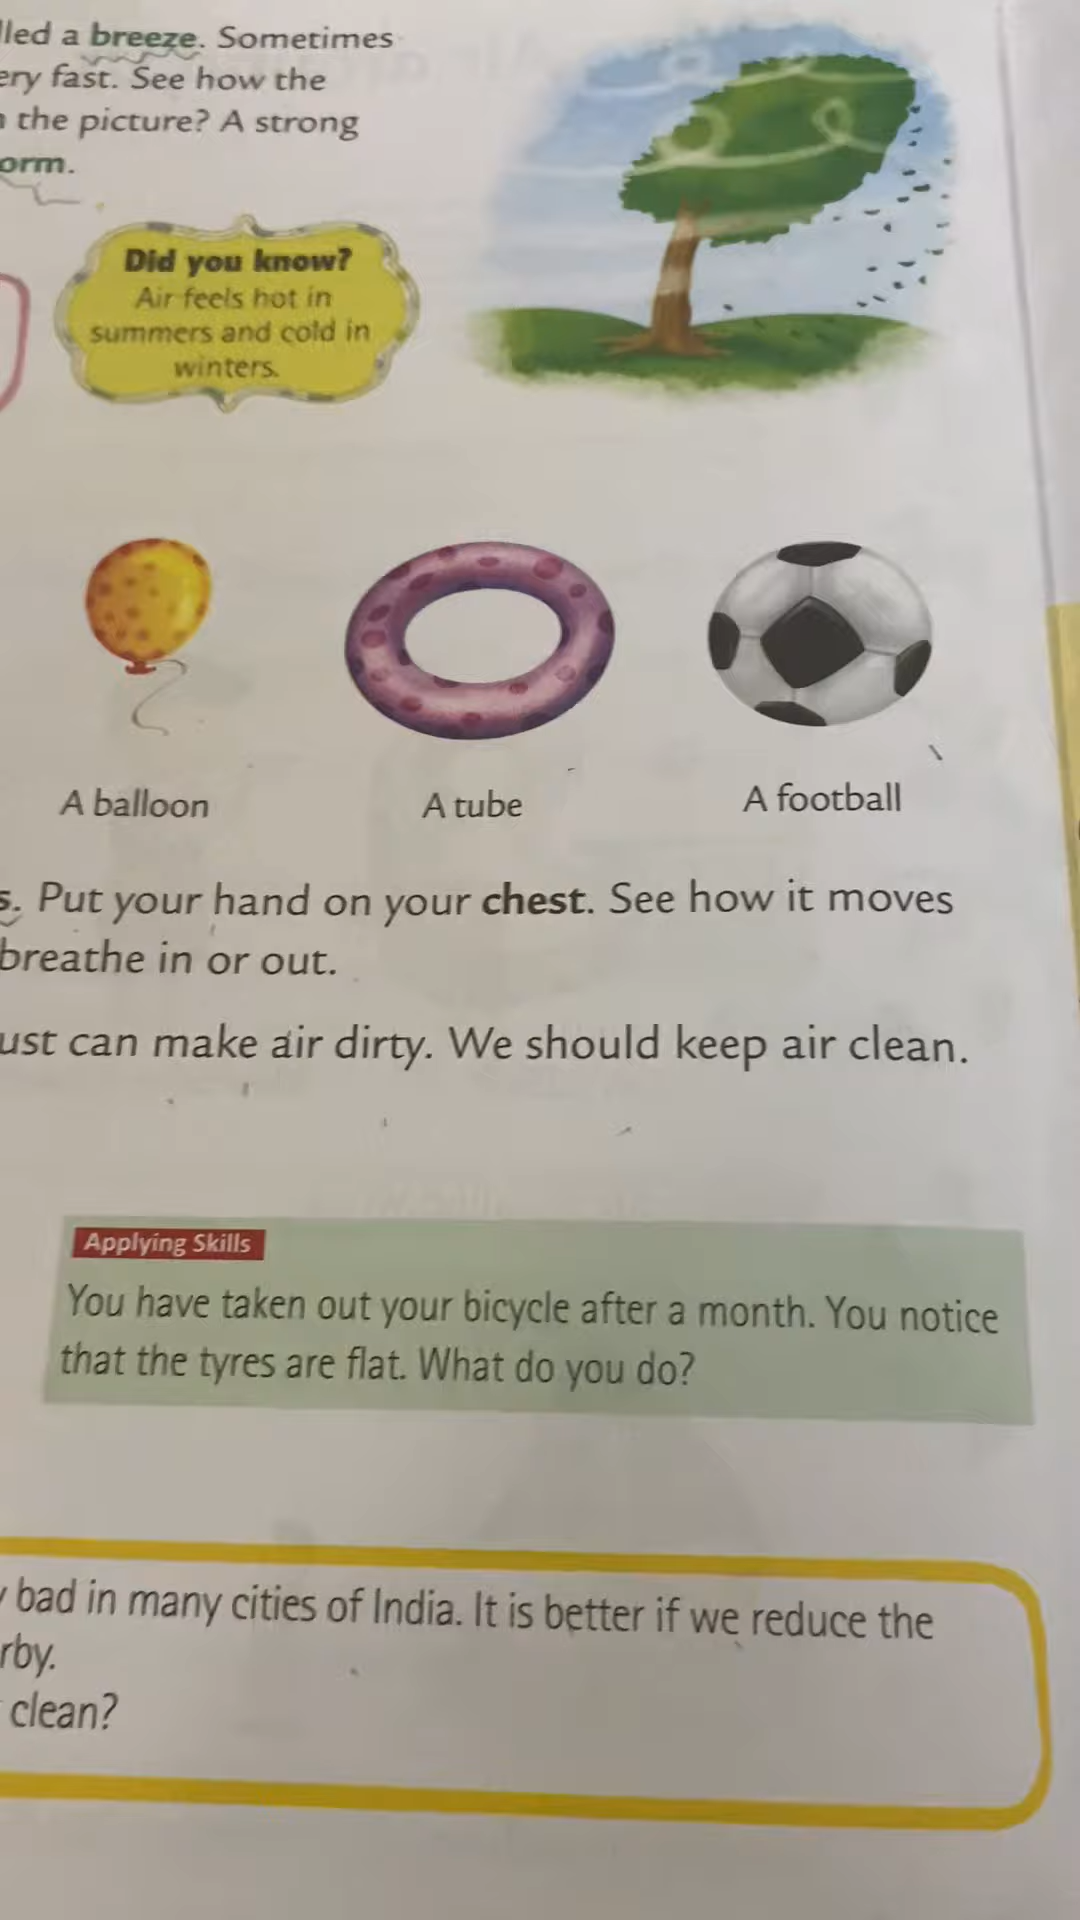 lled a breeze. Sometimes
ery fast. See how the
the picture? A strong
orm.
Did you know?
Air feels hot in
summers and cold in
winters.
A balloon
A tube
A football
s. Put your hand on your chest. See how it moves
breathe in or out.
ust can make air dirty. We should keep air clean.
Applying Skills
You have taken out your bicycle after a month. You notice
that the tyres are flat. What do you do?
bad in many cities of India. It is better if we reduce the
rby.
clean?